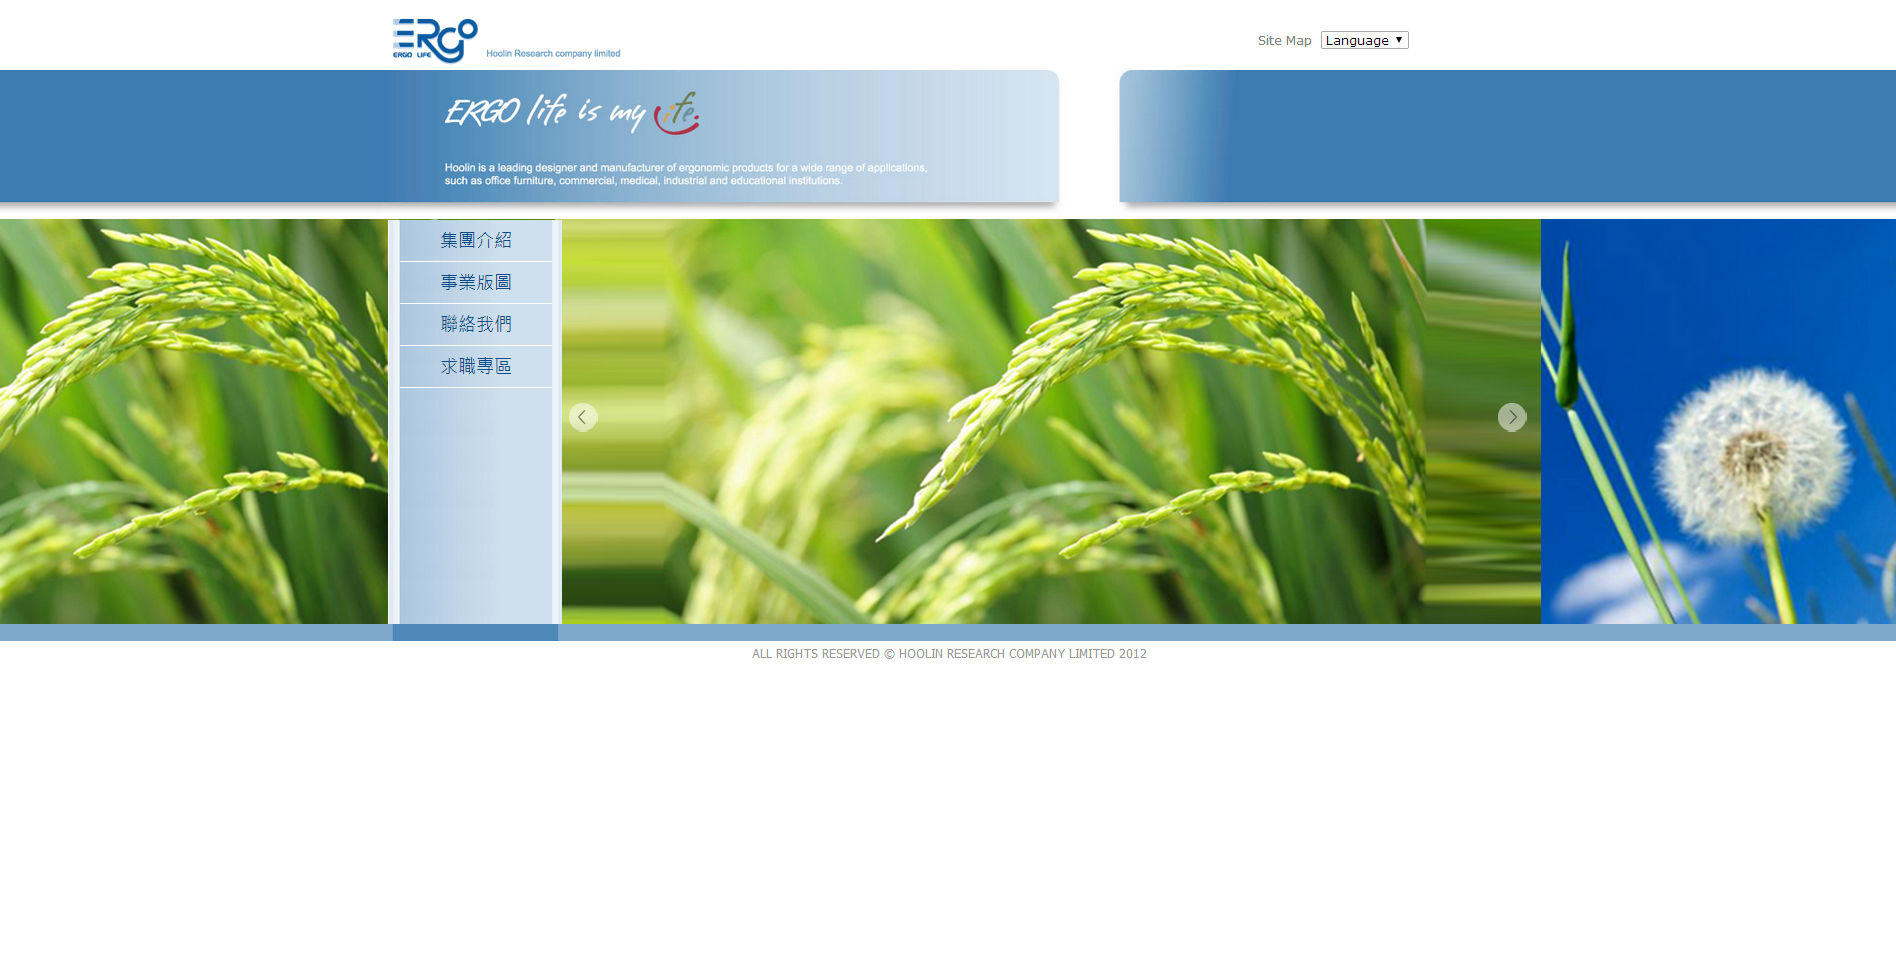 ERGO
ERGO LIFE
Hoolin Research company limited
Site Map
Language
ERGO life is my life.
Hoolin is a leading designer and manufacturer of ergonomic products for a wide range of applications,
such as office furniture, commercial, medical, industrial and educational institutions.
集團介紹
事業版圖
聯絡我們
求職專區
ALL RIGHTS RESERVED © HOOLIN RESEARCH COMPANY LIMITED 2012